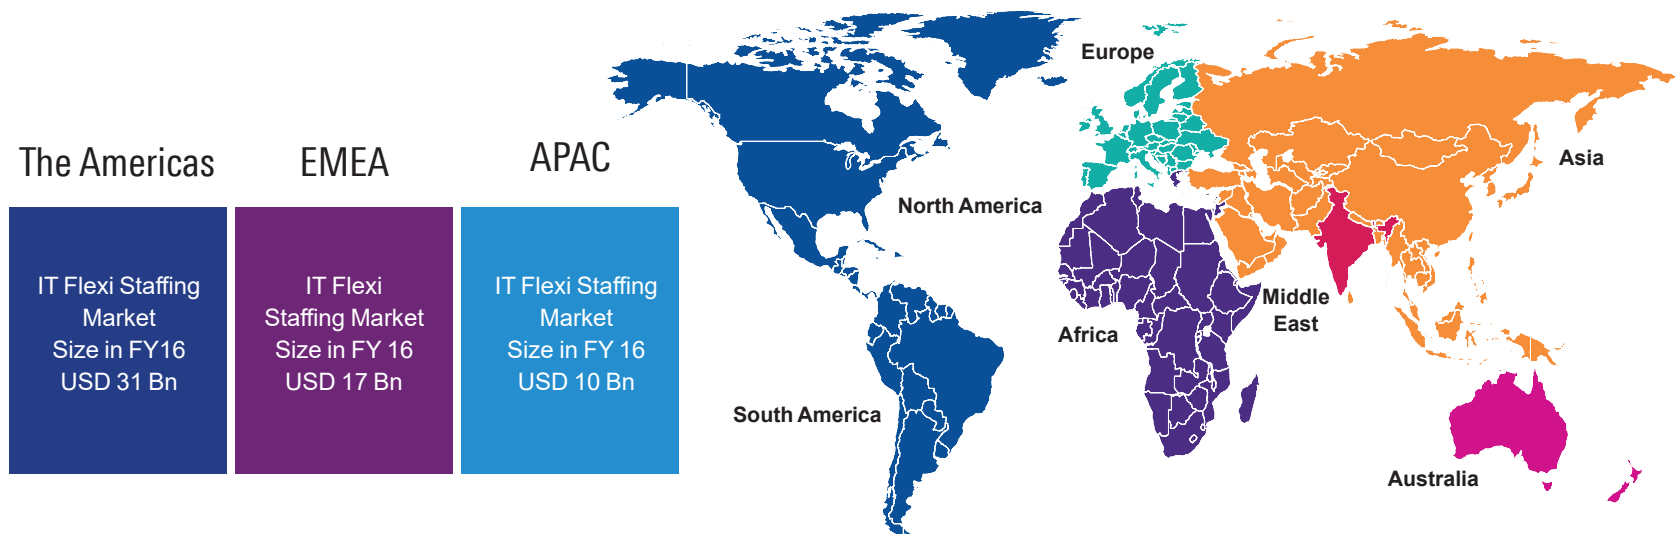 The Americas
IT Flexi Staffing
Market
Size in FY16
USD 31 Bn
EMEA
IT Flexi
Staffing Market
Size in FY 16
USD 17 Bn
APAC
IT Flexi Staffing
Market
Size in FY 16
USD 10 Bn
Europe
Asia
North America
Middle
East
Africa
South America
Australia